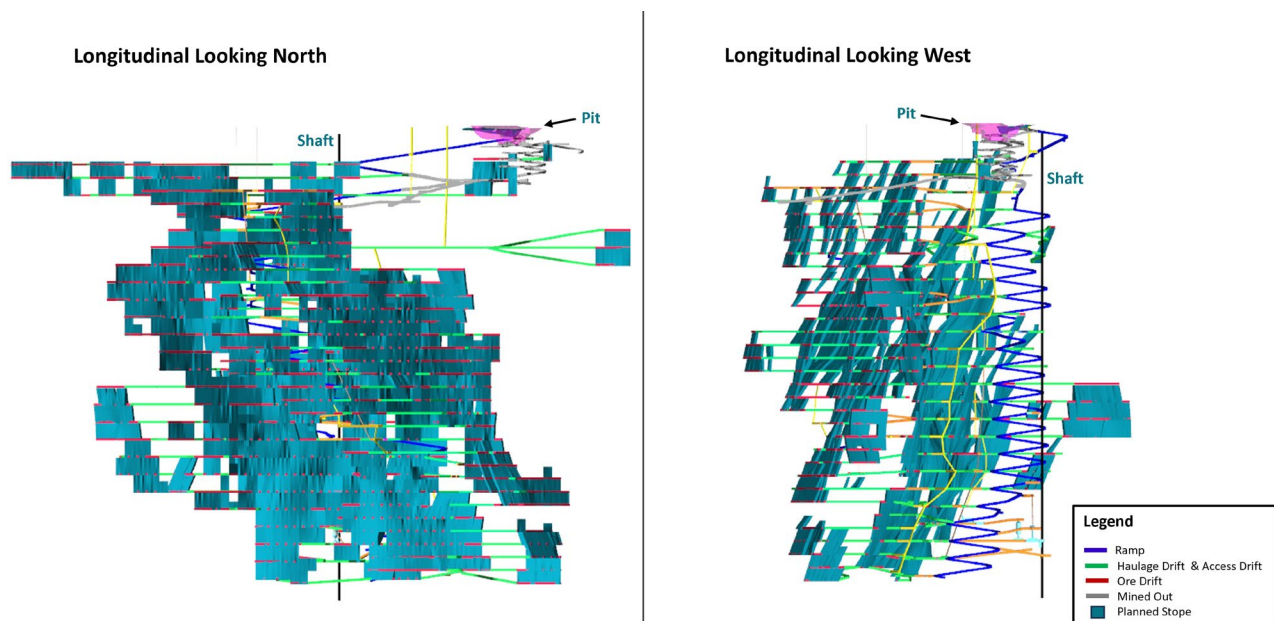 Longitudinal Looking North
Shaft
Pit
Longitudinal Looking West
Pit
Shaft
Legend
Ramp
Haulage Drift & Access Drift
Ore Drift
Mined Out
Planned Stope